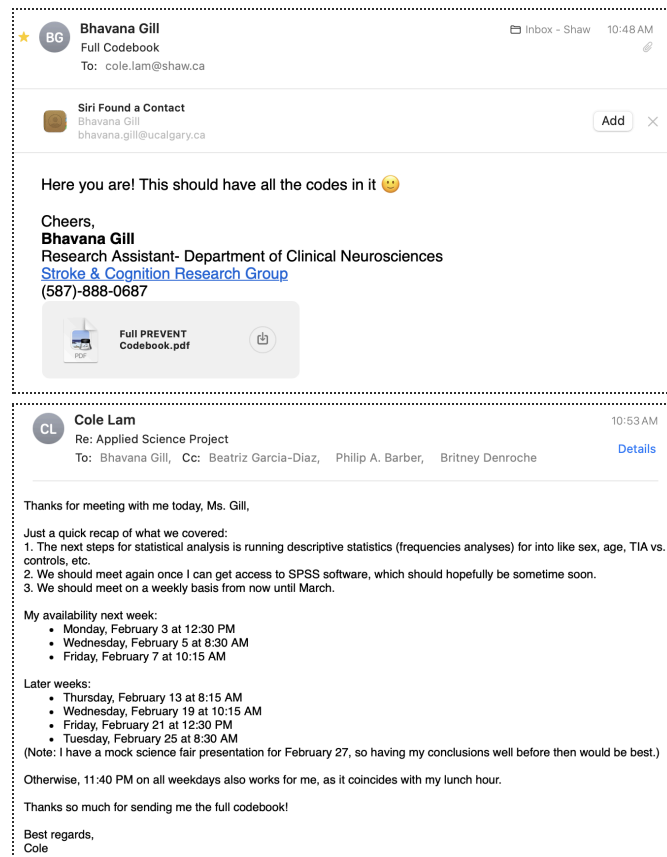 Bhavana Gill
Inbox - Shaw 10:48 AM
BG
Full Codebook
To: cole.lam@shaw.ca
Siri Found a Contact
Bhavana Gill
bhavana.gill@ucalgary.ca
Add
Here you are! This should have all the codes in it 🙂
Cheers,
Bhavana Gill
Research Assistant- Department of Clinical Neurosciences
Stroke & Cognition Research Group
(587)-888-0687
Full PREVENT
Codebook.pdf
PDF
CL
Cole Lam
10:53 AM
Re: Applied Science Project
To: Bhavana Gill, Cc: Beatriz Garcia-Diaz, Philip A. Barber, Britney Denroche
Details
Thanks for meeting with me today, Ms. Gill,
Just a quick recap of what we covered:
1. The next steps for statistical analysis is running descriptive statistics (frequencies analyses) for into like sex, age, TIA vs.
controls, etc.
2. We should meet again once I can get access to SPSS software, which should hopefully be sometime soon.
3. We should meet on a weekly basis from now until March.
My availability next week:
• Monday, February 3 at 12:30 PM
• Wednesday, February 5 at 8:30 AM
• Friday, February 7 at 10:15 AM
Later weeks:
• Thursday, February 13 at 8:15 AM
• Wednesday, February 19 at 10:15 AM
• Friday, February 21 at 12:30 PM
• Tuesday, February 25 at 8:30 AM
(Note: I have a mock science fair presentation for February 27, so having my conclusions well before then would be best.)
Otherwise, 11:40 PM on all weekdays also works for me, as it coincides with my lunch hour.
Thanks so much for sending me the full codebook!
Best regards,
Cole